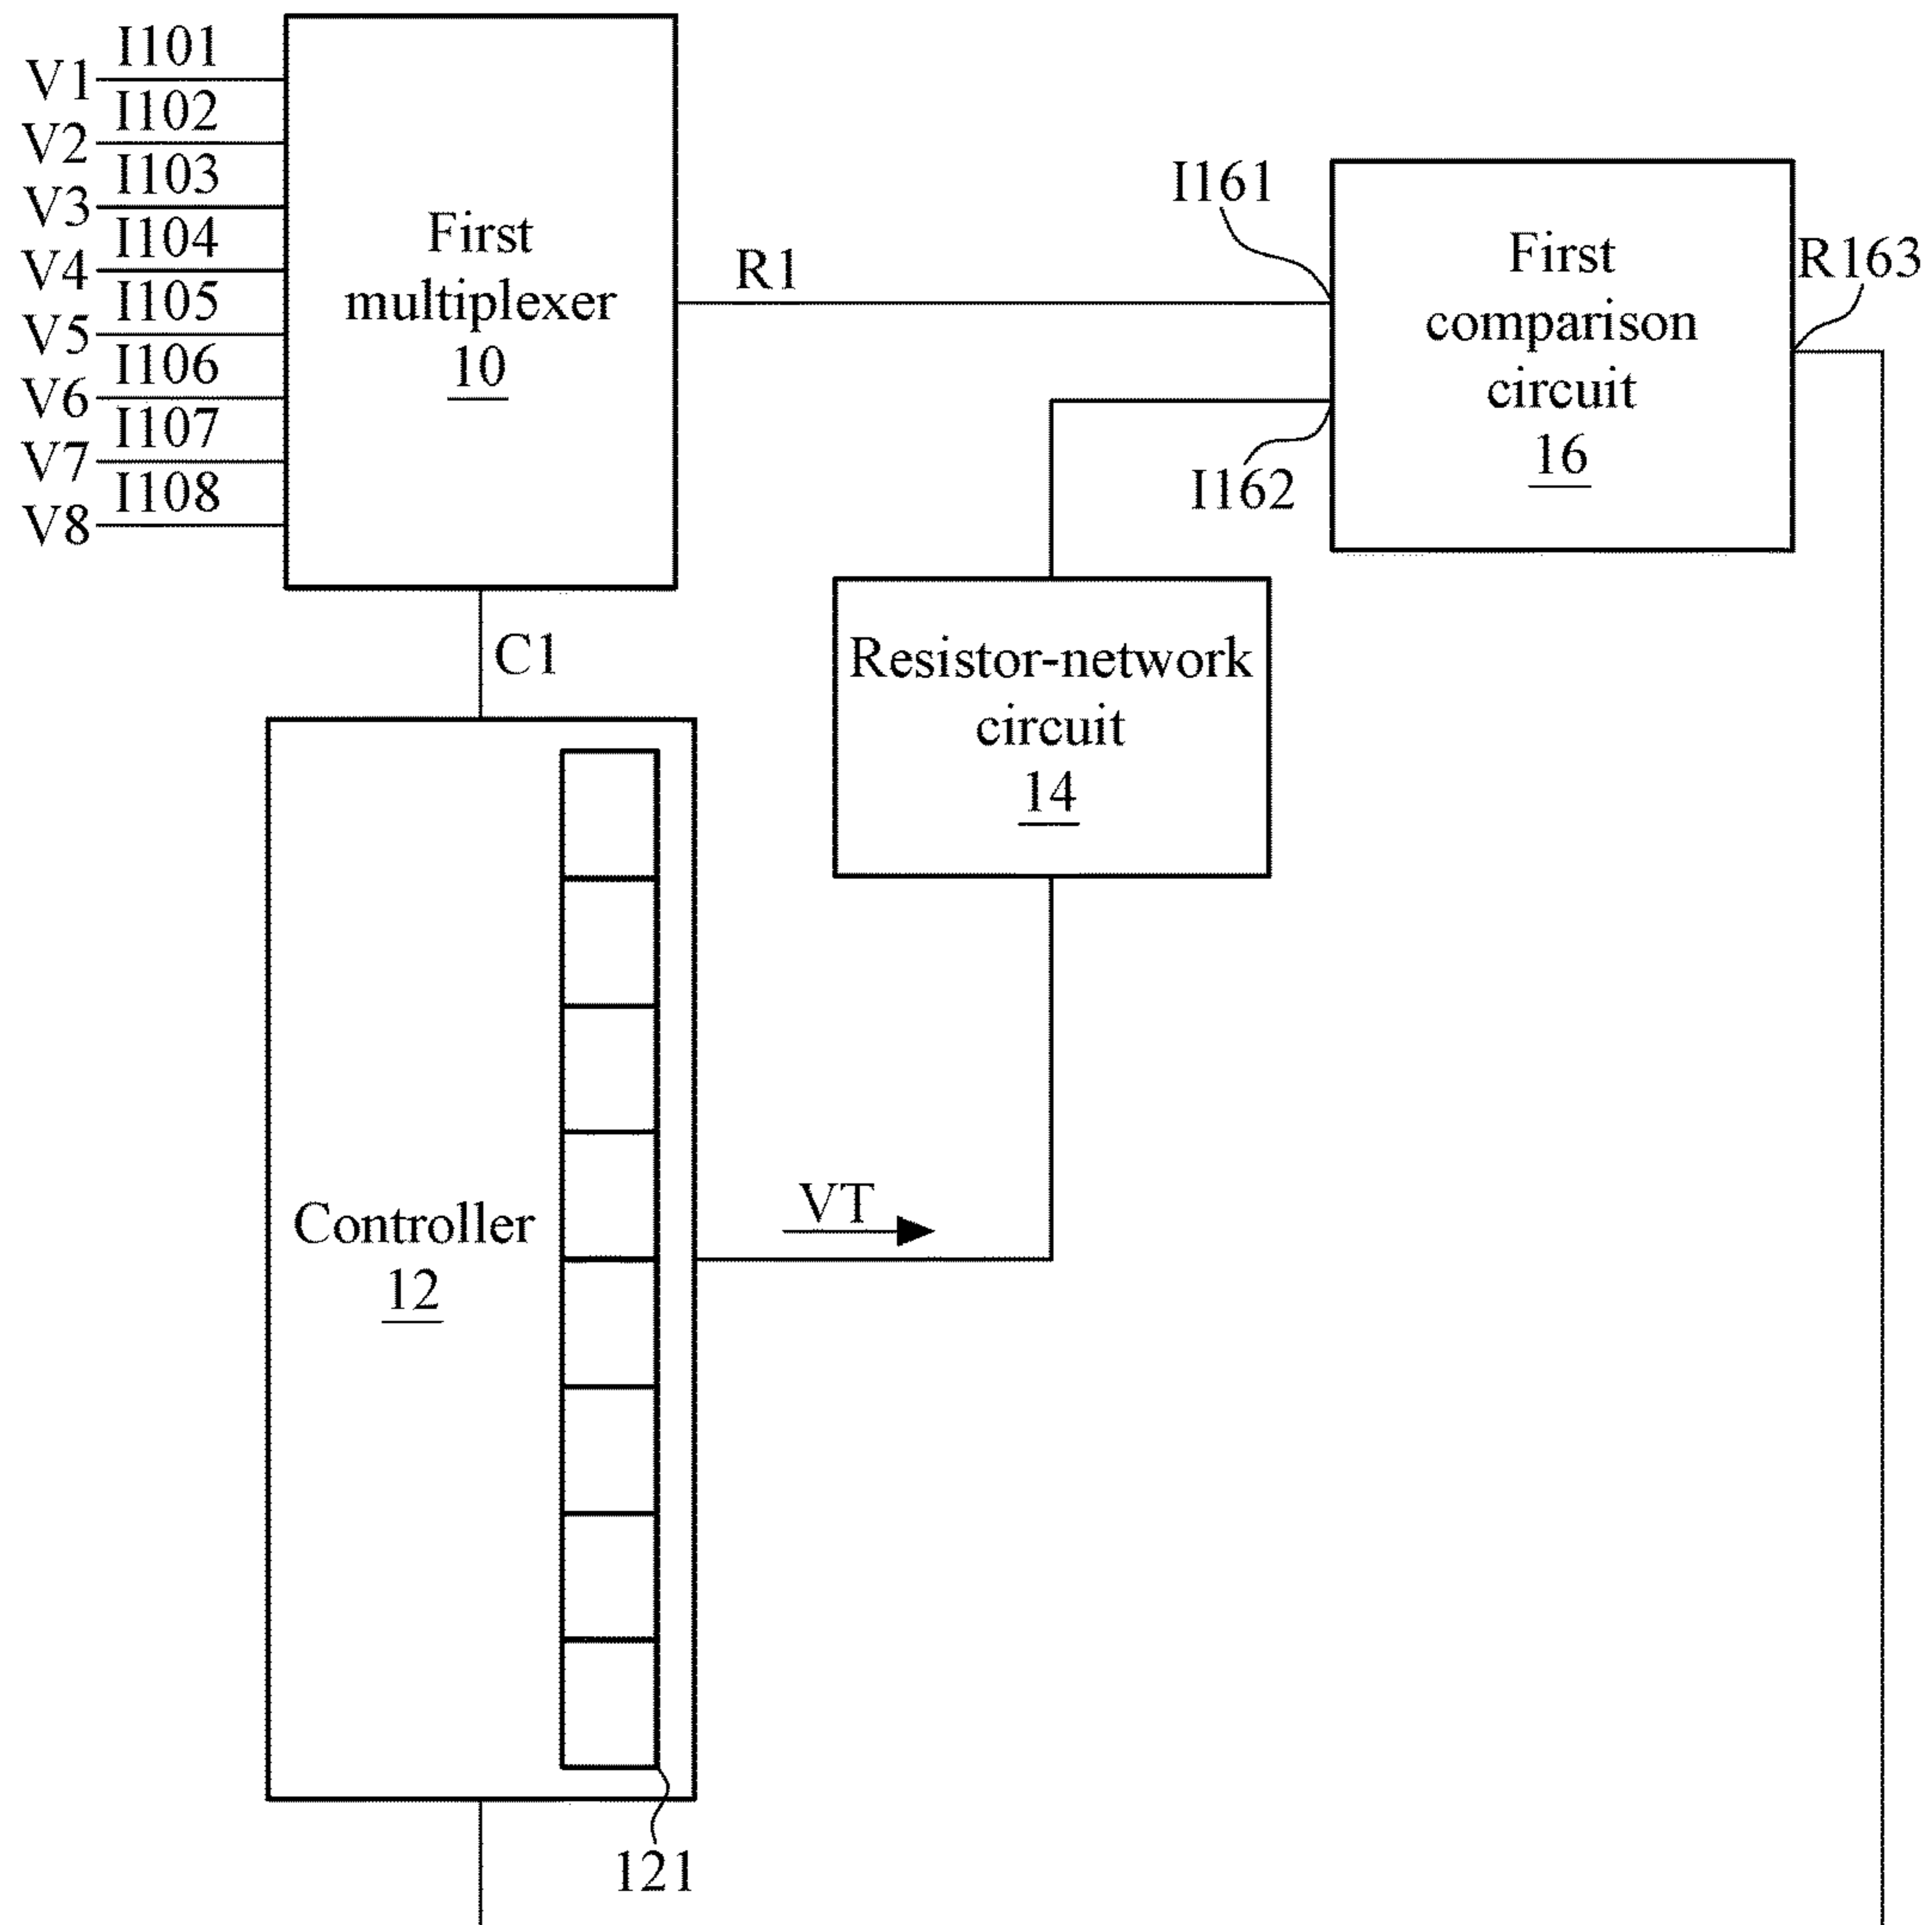 I101
V1
I102
V2
I103
V3
I104
V4
I105
V5
I106
V6
I107
V7
I108
V8
First
multiplexer
10
R1
I161
I162
First
comparison
circuit
16
R163
C1
Resistor-network
circuit
14
Controller
12
VT
121